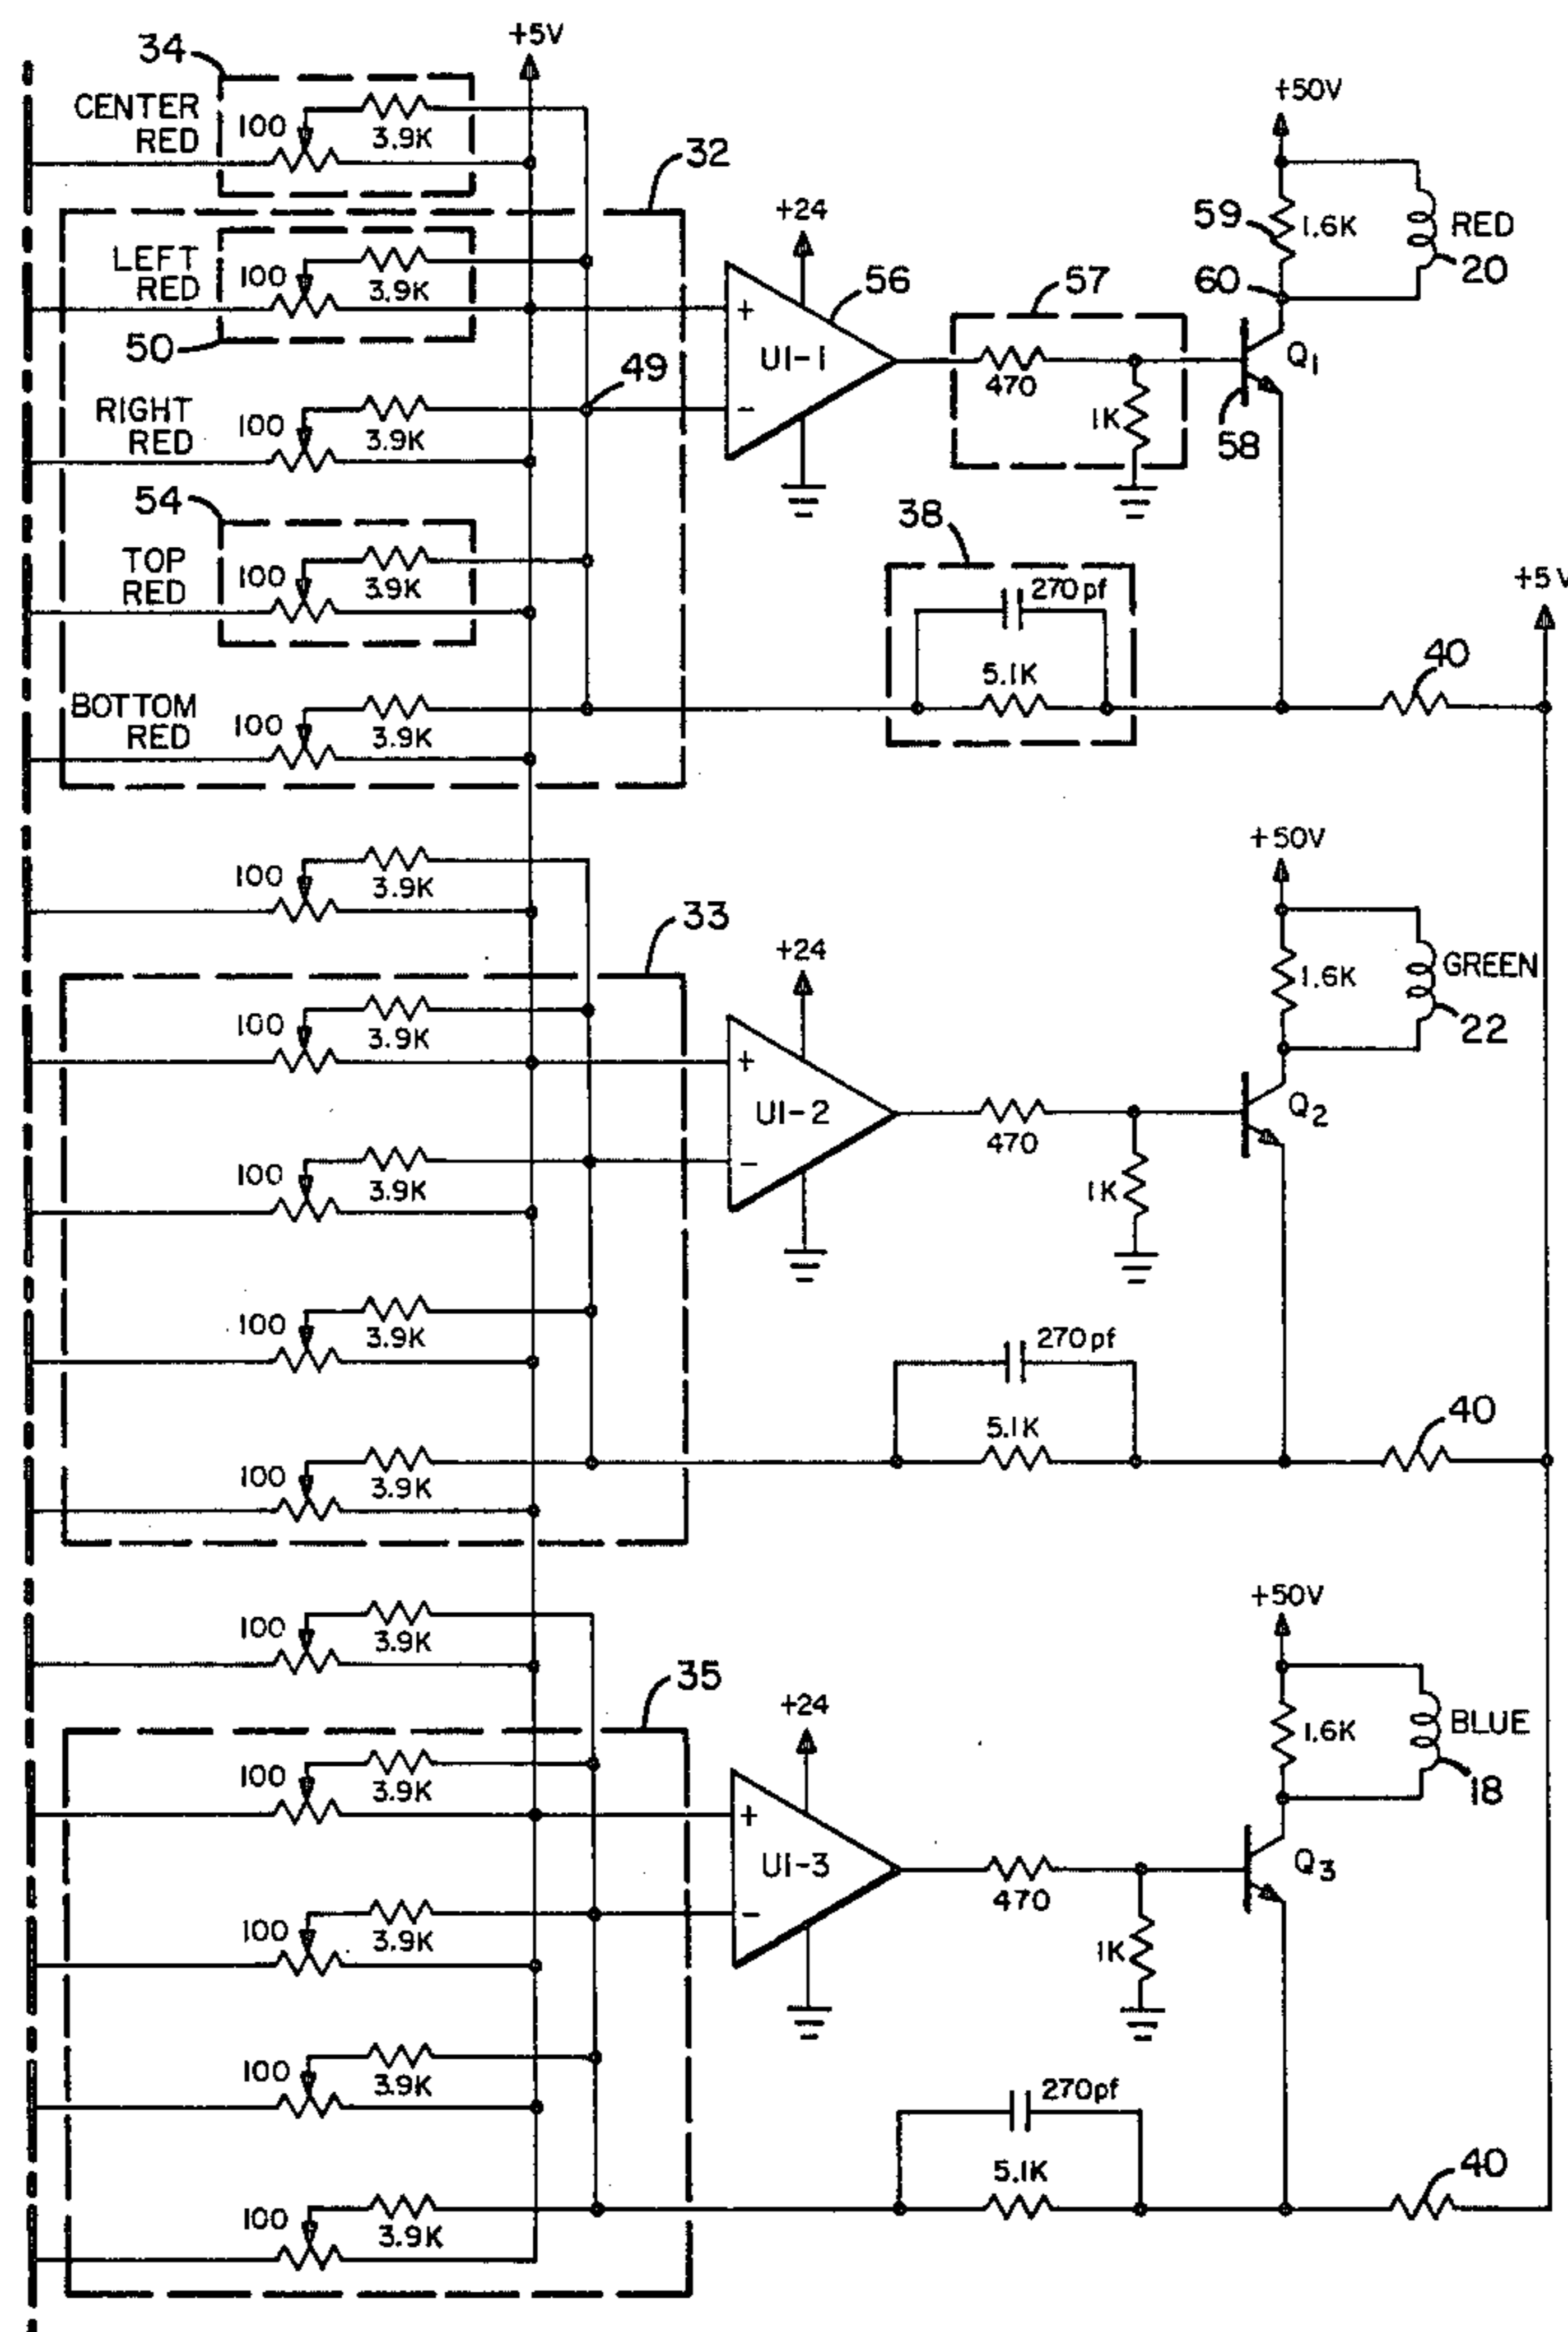 +5V
34
CENTER
RED
100
3.9K
+50V
32
+24
59
1.6K
RED
20
LEFT
RED
100
3.9K
50
56
57
60
+
U1-1
-
470
1K
Q1
58
49
RIGHT
RED
100
3.9K
54
TOP
RED
100
3.9K
38
270pf
5.1K
+5V
40
BOTTOM
RED
100
3.9K
100
3.9K
+50V
33
+24
1.6K
GREEN
22
100
3.9K
+
U1-2
-
470
1K
Q2
100
3.9K
100
3.9K
270pf
5.1K
40
100
3.9K
100
3.9K
+50V
35
+24
1.6K
BLUE
18
100
3.9K
+
U1-3
-
470
1K
Q3
100
3.9K
100
3.9K
270pf
5.1K
40
100
3.9K